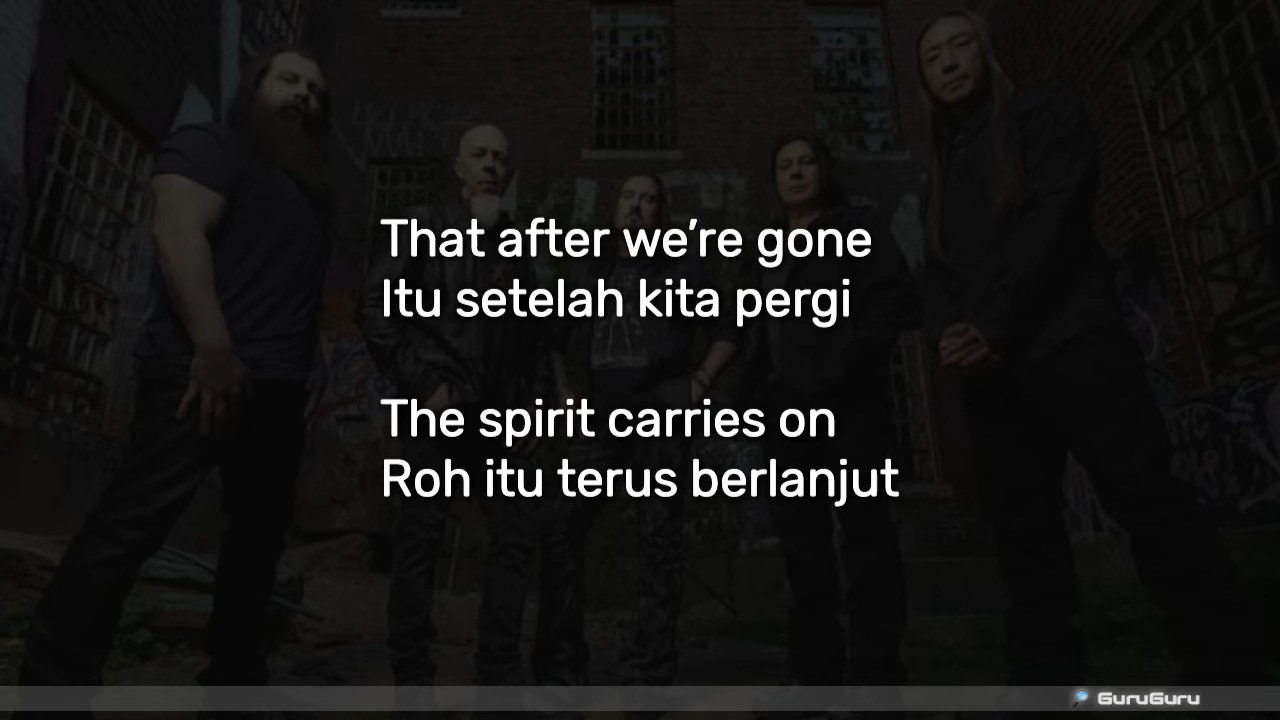 That after we’re gone
Itu setelah kita pergi
The spirit carries on
Roh itu terus berlanjut
GuruGuru